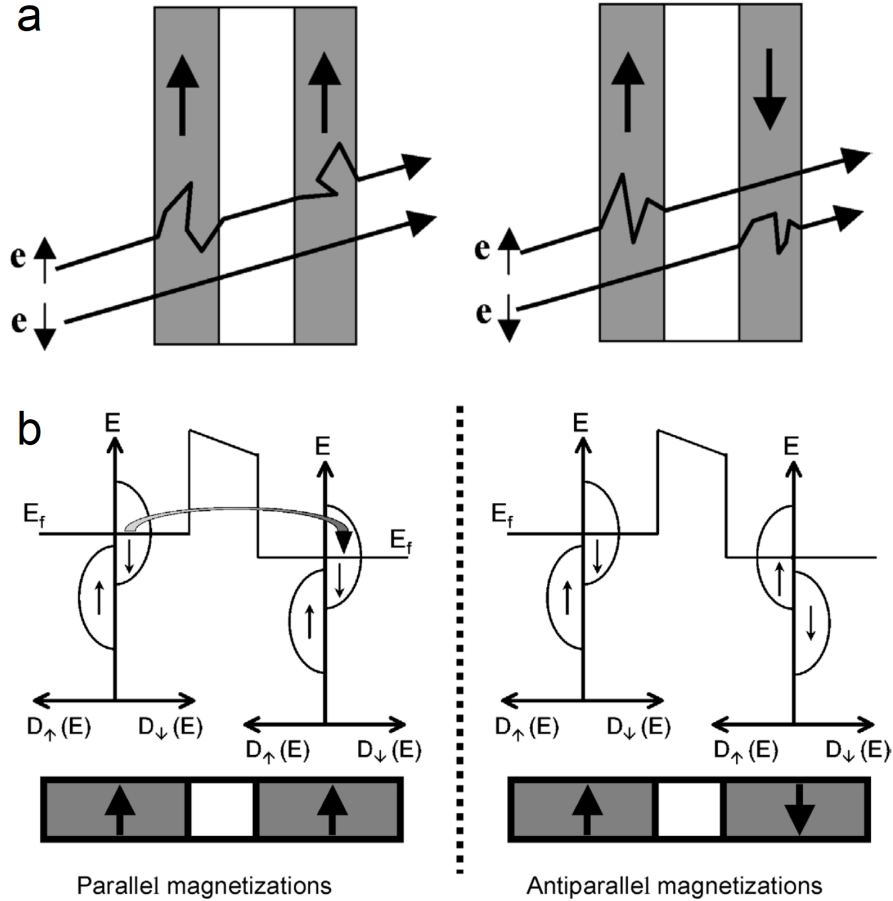 a
e
e
e
e
b
E
E
E
E
E_f
E_f
E_f
D↑(E) D↓(E)
D↑(E) D↓(E)
D↑(E) D↓(E)
D↑(E) D↓(E)
Parallel magnetizations
Antiparallel magnetizations